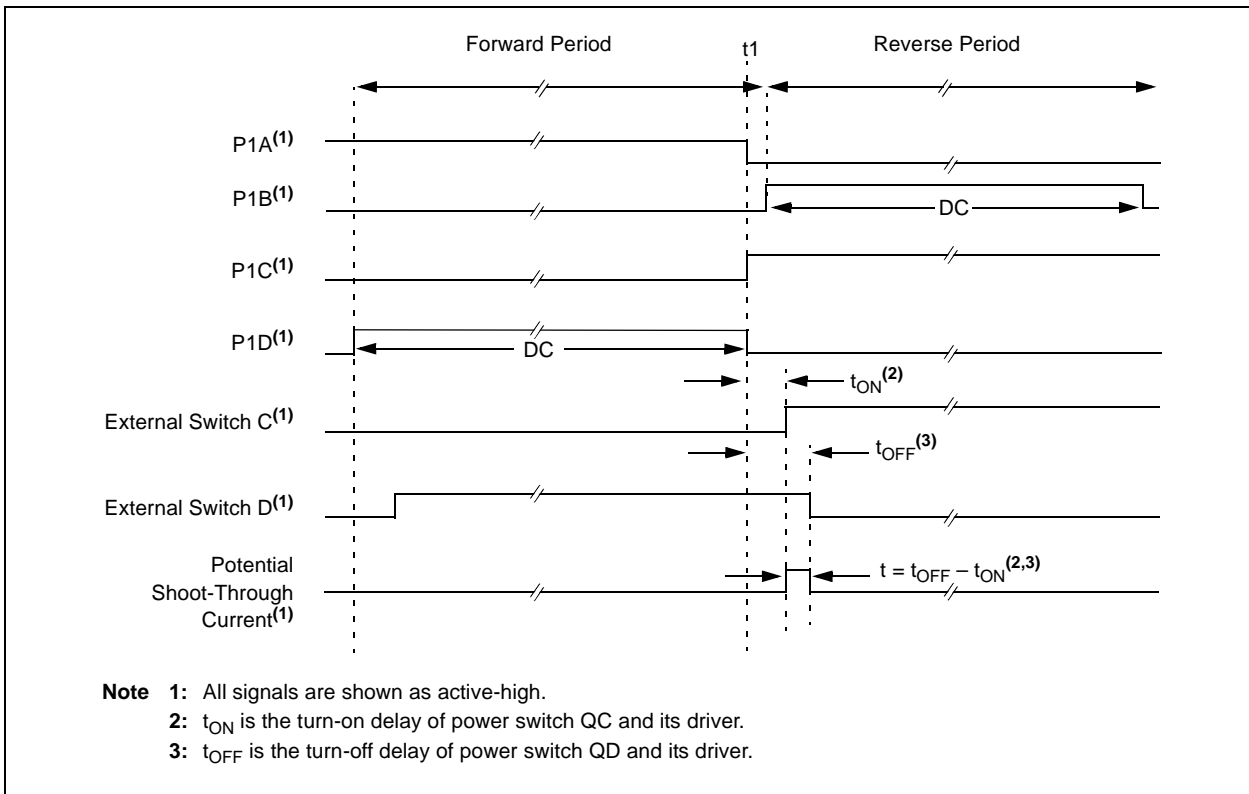 Forward Period t1 Reverse Period
P1A(1)
P1B(1)
DC
P1C(1)
P1D(1)
DC
tON(2)
External Switch C(1)
tOFF(3)
External Switch D(1)
Potential
Shoot-Through
Current(1)
t = tOFF – tON(2,3)
Note 1: All signals are shown as active-high.
2: tON is the turn-on delay of power switch QC and its driver.
3: tOFF is the turn-off delay of power switch QD and its driver.